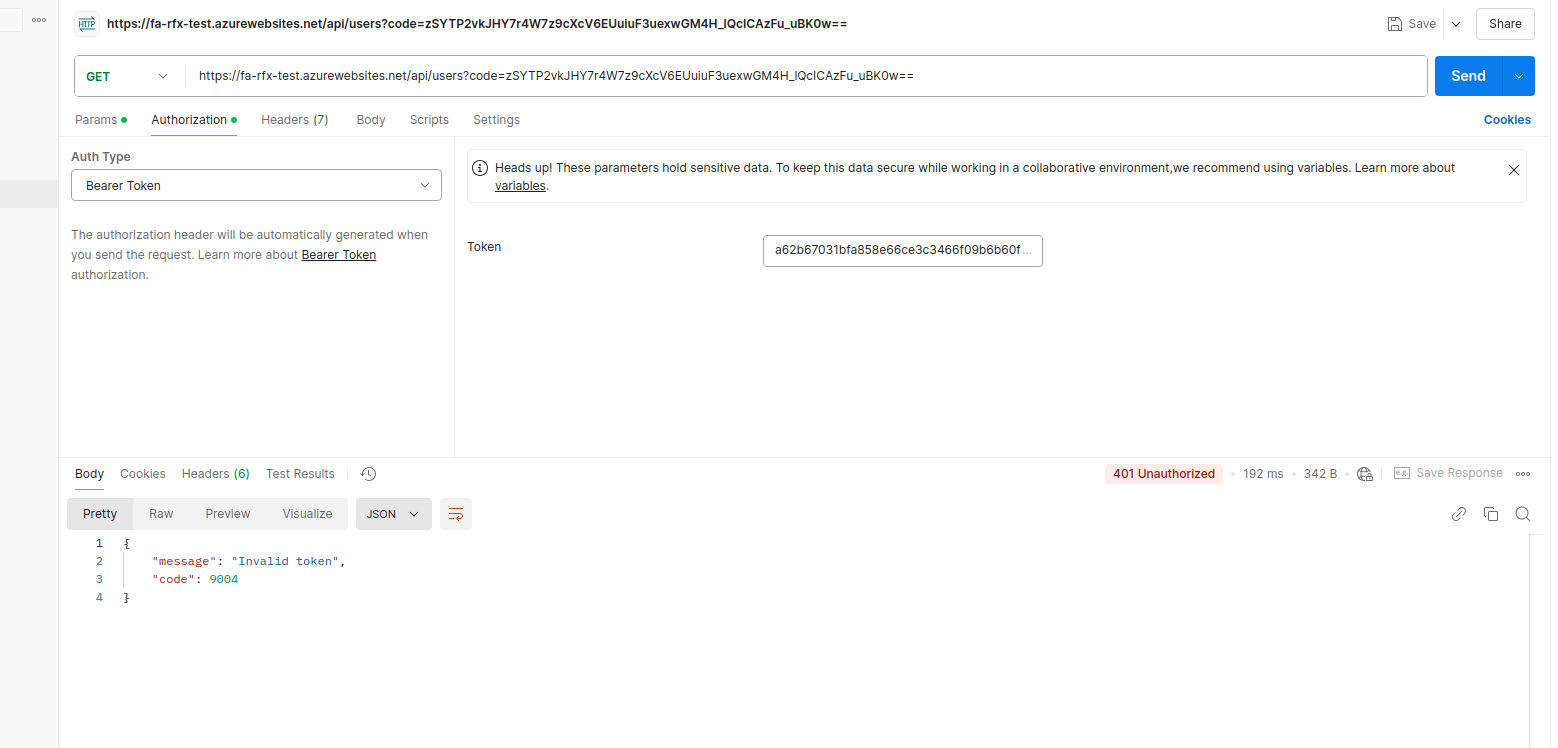 HTTP https://fa-rfx-test.azurewebsites.net/api/users?code=zSYTP2vkJHY7r4W7z9cXcV6EUuiuF3uexwGM4H_lQclCAzFu_uBK0w== Save Share
GET https://fa-rfx-test.azurewebsites.net/api/users?code=zSYTP2vkJHY7r4W7z9cXcV6EUuiuF3uexwGM4H_lQclCAzFu_uBK0w== Send
Params Authorization Headers (7) Body Scripts Settings Cookies
Auth Type
Bearer Token
The authorization header will be automatically generated when
you send the request. Learn more about Bearer Token
authorization.
Heads up! These parameters hold sensitive data. To keep this data secure while working in a collaborative environment,we recommend using variables. Learn more about
variables.
Token a62b67031bfa858e66ce3c3466f09b6b60f...
Body Cookies Headers (6) Test Results 401 Unauthorized 192 ms 342 B e.g. Save Response
Pretty Raw Preview Visualize JSON
1 {
2 "message": "Invalid token",
3 "code": 9004
4 }